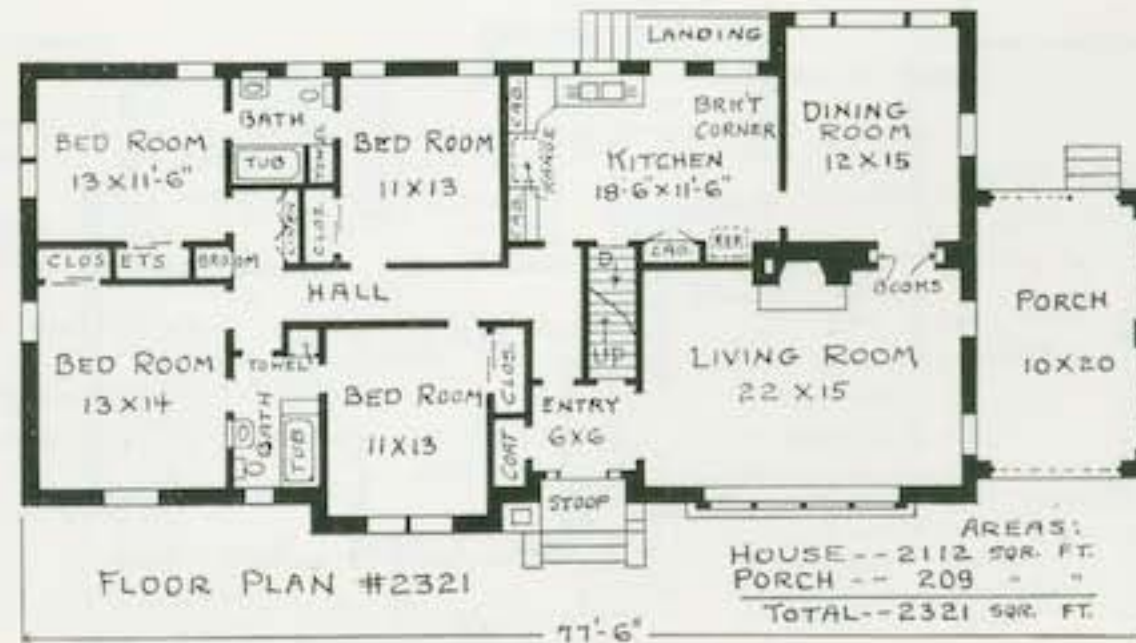 LANDING
BED ROOM
13 X 11'-6"
BATH
TUB
TOWEL
BED ROOM
11 X 13
CAB.
RANGE
CAB.
BRK'T
CORNER
KITCHEN
18-6" X 11'-6"
DINING
ROOM
12 X 15
CLOS
ETS
BROOM
LINEN
CLOS.
D
CAB.
REF.
BOOKS
PORCH
10 X 20
HALL
UP
BED ROOM
13 X 14
TOWEL
BATH
TUB
BED ROOM
11 X 13
CLOS.
COAT
ENTRY
6 X 6
LIVING ROOM
22 X 15
STOOP
AREAS:
HOUSE -- 2112 SQR. FT.
PORCH -- 209 " "
TOTAL -- 2321 SQR. FT.
FLOOR PLAN #2321
77'-6"